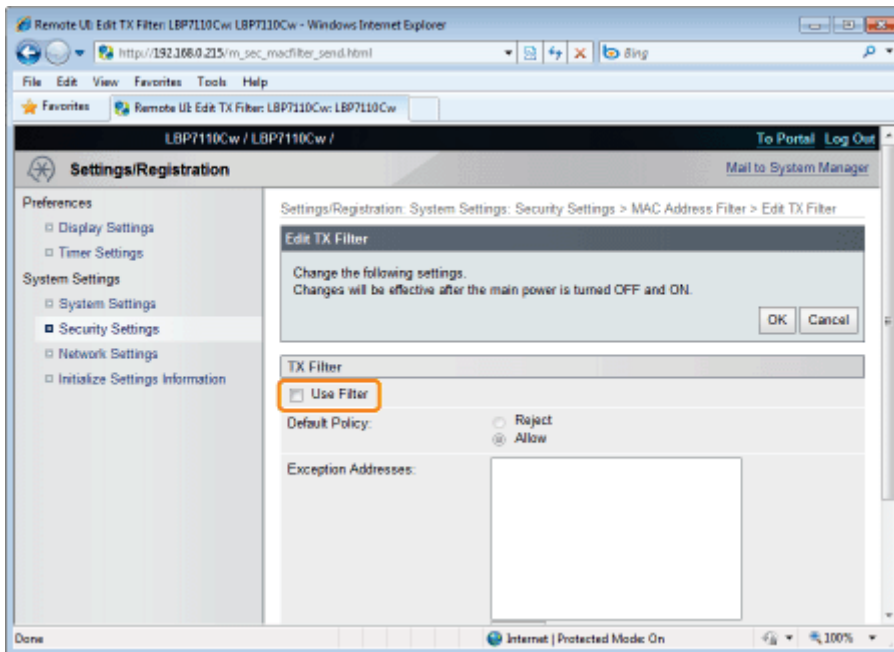 Remote UI: Edit TX Filter: LBP7110Cw: LBP7110Cw - Windows Internet Explorer
http://192.168.0.215/m_sec_macfilter_send.html
Bing
File Edit View Favorites Tools Help
Favorites
Remote UI: Edit TX Filter: LBP7110Cw: LBP7110Cw
LBP7110Cw / LBP7110Cw /
To Portal Log Out
Settings/Registration
Mail to System Manager
Preferences
Display Settings
Timer Settings
System Settings
System Settings
Security Settings
Network Settings
Initialize Settings Information
Settings/Registration: System Settings: Security Settings > MAC Address Filter > Edit TX Filter
Edit TX Filter
Change the following settings.
Changes will be effective after the main power is turned OFF and ON.
OK Cancel
TX Filter
Use Filter
Default Policy:
Reject
Allow
Exception Addresses:
Done
Internet | Protected Mode: On
100%